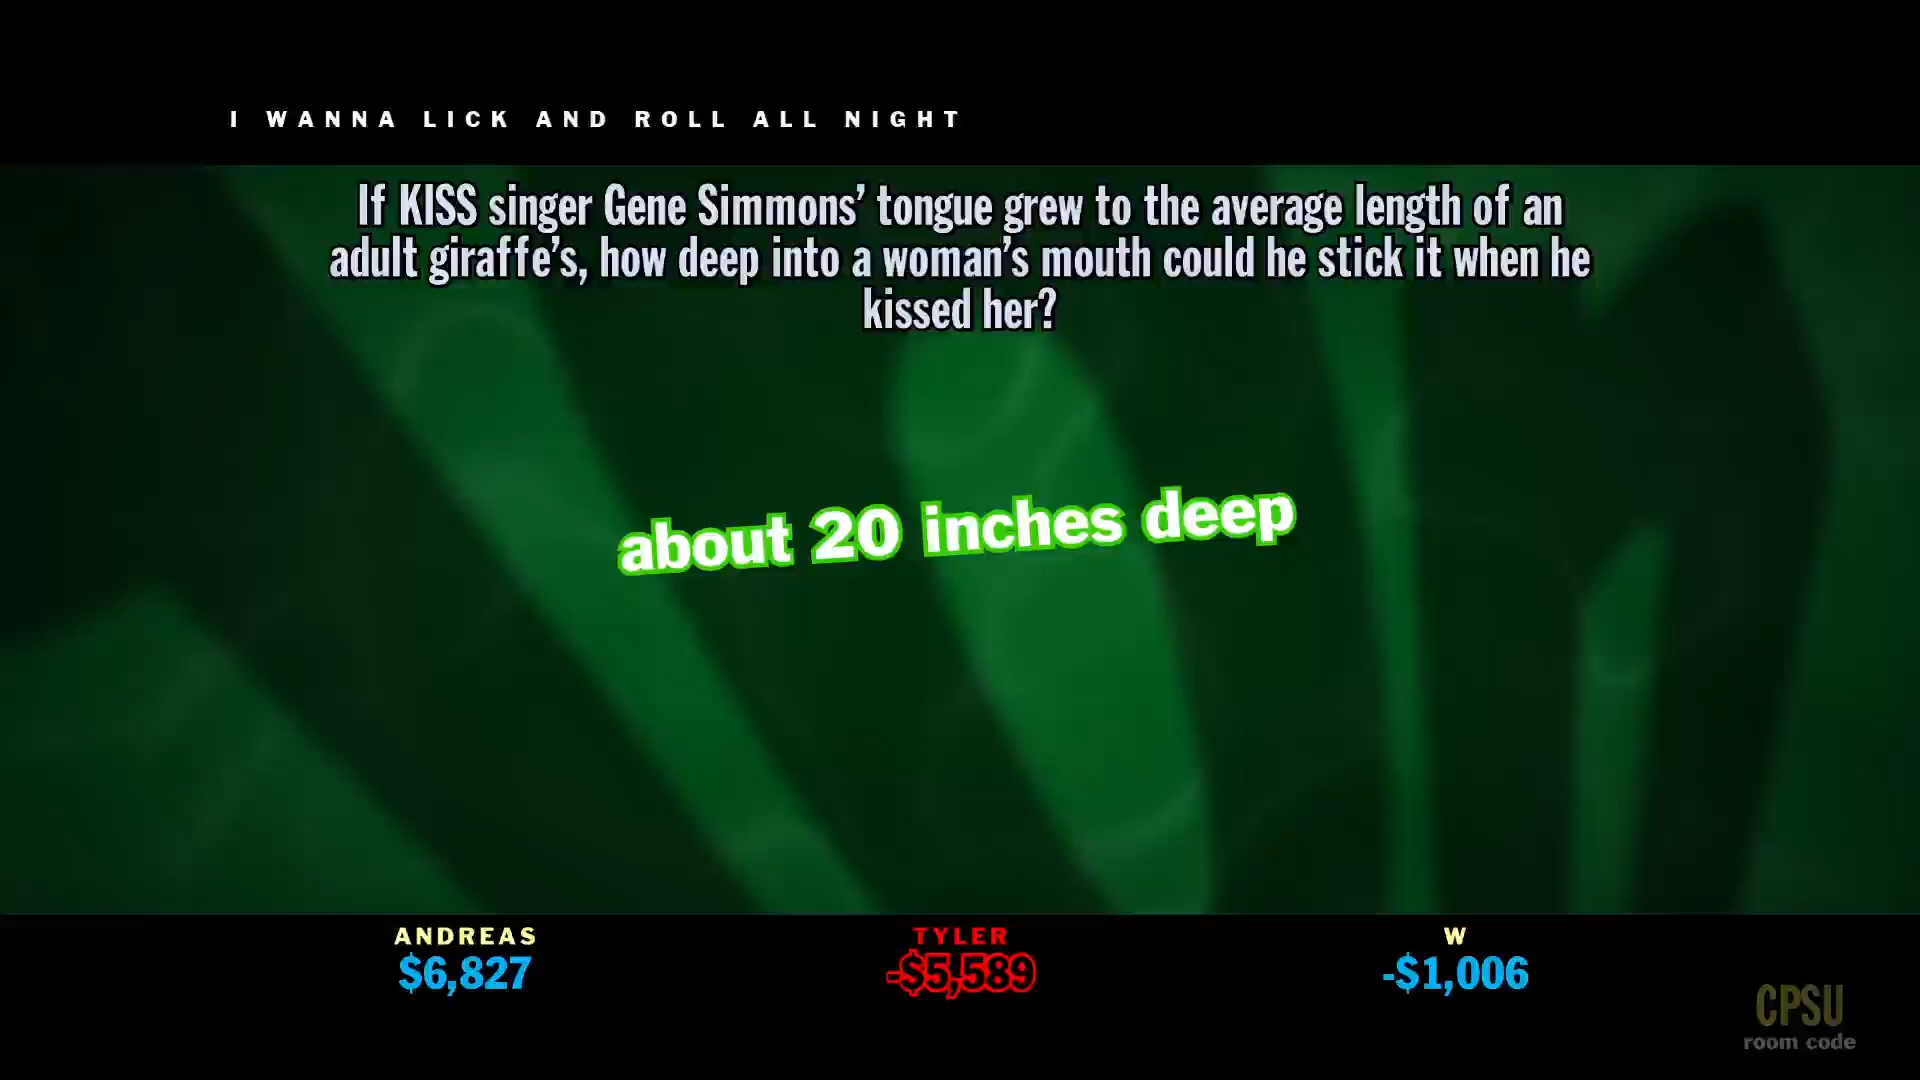 I WANNA LICK AND ROLL ALL NIGHT
If KISS singer Gene Simmons’ tongue grew to the average length of an
adult giraffe’s, how deep into a woman’s mouth could he stick it when he
kissed her?
about 20 inches deep
ANDREAS TYLER W
$6,827 -$5,589 -$1,006
CPSU
room code